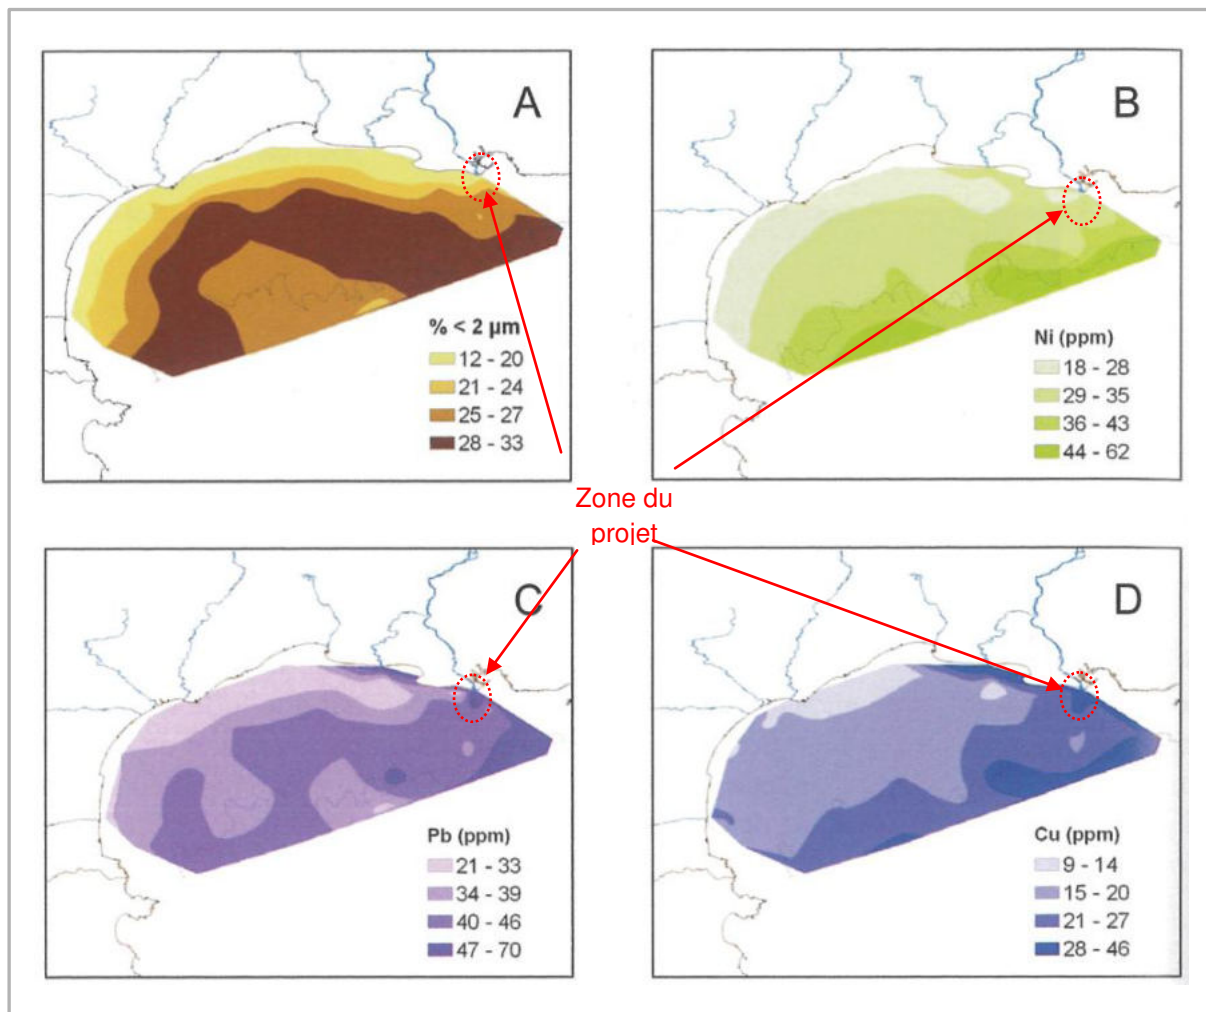 A
% < 2 µm
12 - 20
21 - 24
25 - 27
28 - 33
B
Ni (ppm)
18 - 28
29 - 35
36 - 43
44 - 62
Zone du
projet
C
Pb (ppm)
21 - 33
34 - 39
40 - 46
47 - 70
D
Cu (ppm)
9 - 14
15 - 20
21 - 27
28 - 46